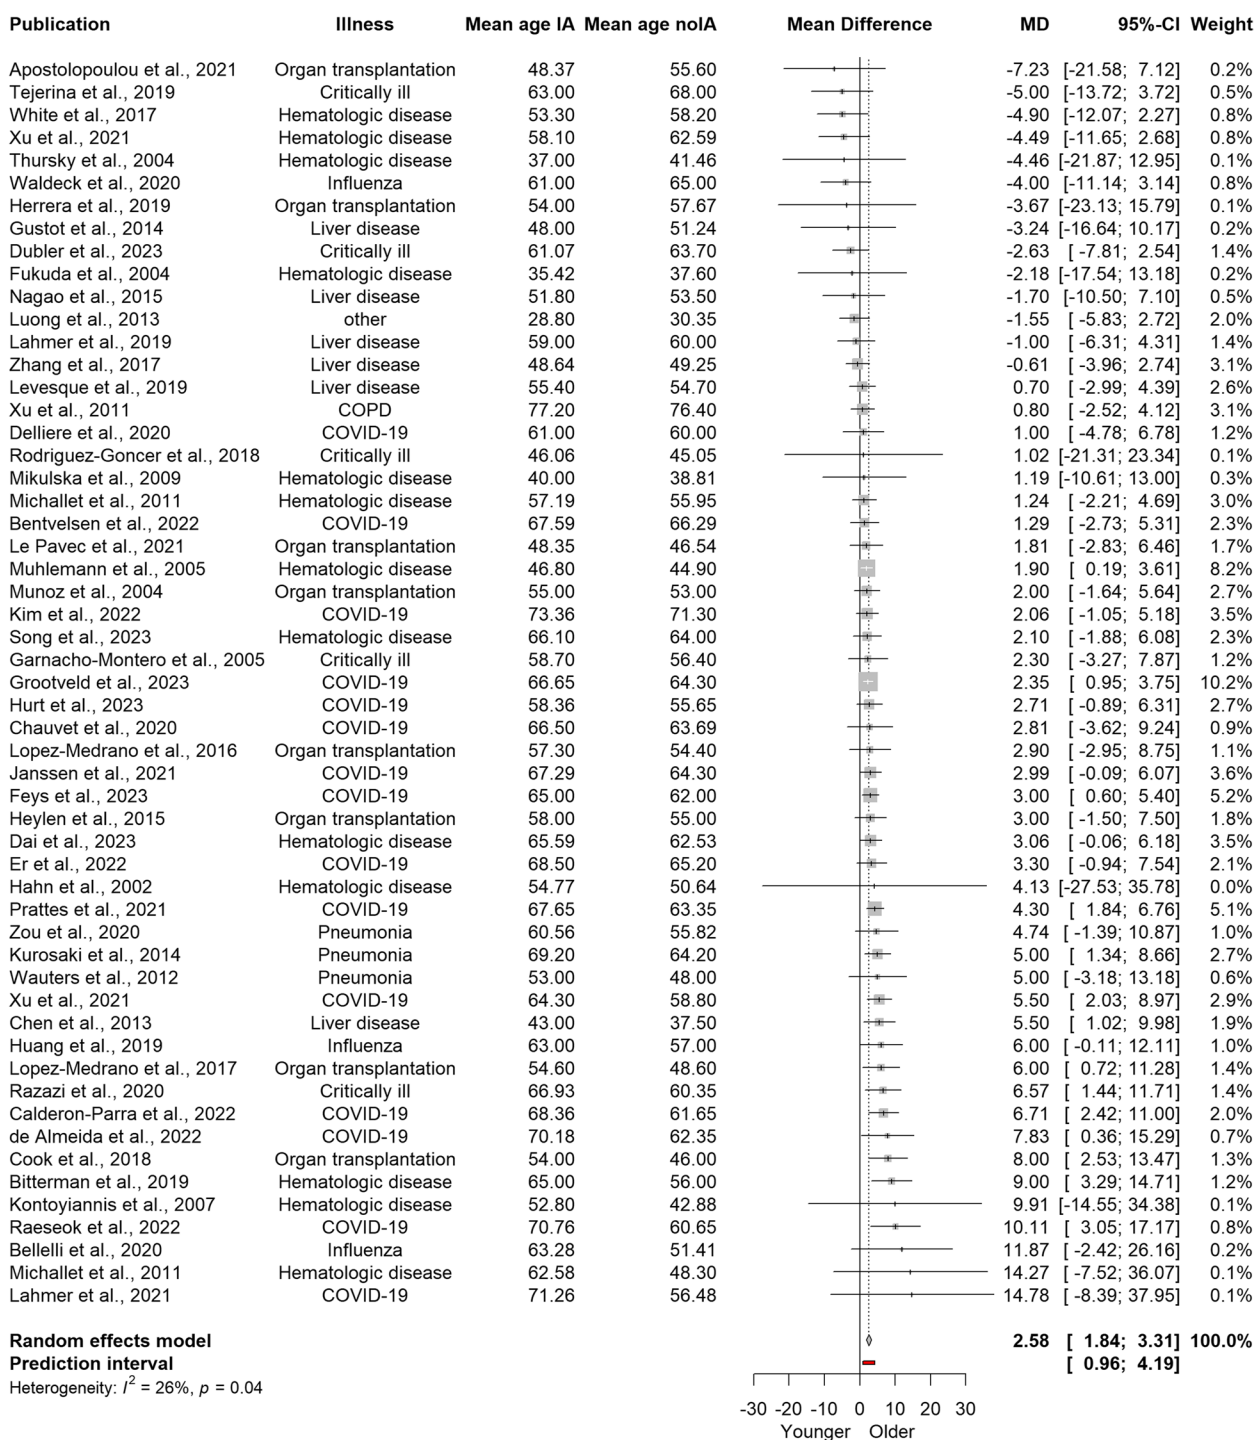 Publication Illness Mean age IA Mean age noIA Mean Difference MD 95%-CI Weight
Apostolopoulou et al., 2021 Organ transplantation 48.37 55.60 -7.23 [-21.58; 7.12] 0.2%
Tejerina et al., 2019 Critically ill 63.00 68.00 -5.00 [-13.72; 3.72] 0.5%
White et al., 2017 Hematologic disease 53.30 58.20 -4.90 [-12.07; 2.27] 0.8%
Xu et al., 2021 Hematologic disease 58.10 62.59 -4.49 [-11.65; 2.68] 0.8%
Thursky et al., 2004 Hematologic disease 37.00 41.46 -4.46 [-21.87; 12.95] 0.1%
Waldeck et al., 2020 Influenza 61.00 65.00 -4.00 [-11.14; 3.14] 0.8%
Herrera et al., 2019 Organ transplantation 54.00 57.67 -3.67 [-23.13; 15.79] 0.1%
Gustot et al., 2014 Liver disease 48.00 51.24 -3.24 [-16.64; 10.17] 0.2%
Dubler et al., 2023 Critically ill 61.07 63.70 -2.63 [ -7.81; 2.54] 1.4%
Fukuda et al., 2004 Hematologic disease 35.42 37.60 -2.18 [-17.54; 13.18] 0.2%
Nagao et al., 2015 Liver disease 51.80 53.50 -1.70 [-10.50; 7.10] 0.5%
Luong et al., 2013 other 28.80 30.35 -1.55 [ -5.83; 2.72] 2.0%
Lahmer et al., 2019 Liver disease 59.00 60.00 -1.00 [ -6.31; 4.31] 1.4%
Zhang et al., 2017 Liver disease 48.64 49.25 -0.61 [ -3.96; 2.74] 3.1%
Levesque et al., 2019 Liver disease 55.40 54.70 0.70 [ -2.99; 4.39] 2.6%
Xu et al., 2011 COPD 77.20 76.40 0.80 [ -2.52; 4.12] 3.1%
Delliere et al., 2020 COVID-19 61.00 60.00 1.00 [ -4.78; 6.78] 1.2%
Rodriguez-Goncer et al., 2018 Critically ill 46.06 45.05 1.02 [-21.31; 23.34] 0.1%
Mikulska et al., 2009 Hematologic disease 40.00 38.81 1.19 [-10.61; 13.00] 0.3%
Michallet et al., 2011 Hematologic disease 57.19 55.95 1.24 [ -2.21; 4.69] 3.0%
Bentvelsen et al., 2022 COVID-19 67.59 66.29 1.29 [ -2.73; 5.31] 2.3%
Le Pavec et al., 2021 Organ transplantation 48.35 46.54 1.81 [ -2.83; 6.46] 1.7%
Muhlemann et al., 2005 Hematologic disease 46.80 44.90 1.90 [ 0.19; 3.61] 8.2%
Munoz et al., 2004 Organ transplantation 55.00 53.00 2.00 [ -1.64; 5.64] 2.7%
Kim et al., 2022 COVID-19 73.36 71.30 2.06 [ -1.05; 5.18] 3.5%
Song et al., 2023 Hematologic disease 66.10 64.00 2.10 [ -1.88; 6.08] 2.3%
Garnacho-Montero et al., 2005 Critically ill 58.70 56.40 2.30 [ -3.27; 7.87] 1.2%
Grootveld et al., 2023 COVID-19 66.65 64.30 2.35 [ 0.95; 3.75] 10.2%
Hurt et al., 2023 COVID-19 58.36 55.65 2.71 [ -0.89; 6.31] 2.7%
Chauvet et al., 2020 COVID-19 66.50 63.69 2.81 [ -3.62; 9.24] 0.9%
Lopez-Medrano et al., 2016 Organ transplantation 57.30 54.40 2.90 [ -2.95; 8.75] 1.1%
Janssen et al., 2021 COVID-19 67.29 64.30 2.99 [ -0.09; 6.07] 3.6%
Feys et al., 2023 COVID-19 65.00 62.00 3.00 [ 0.60; 5.40] 5.2%
Heylen et al., 2015 Organ transplantation 58.00 55.00 3.00 [ -1.50; 7.50] 1.8%
Dai et al., 2023 Hematologic disease 65.59 62.53 3.06 [ -0.06; 6.18] 3.5%
Er et al., 2022 COVID-19 68.50 65.20 3.30 [ -0.94; 7.54] 2.1%
Hahn et al., 2002 Hematologic disease 54.77 50.64 4.13 [-27.53; 35.78] 0.0%
Prattes et al., 2021 COVID-19 67.65 63.35 4.30 [ 1.84; 6.76] 5.1%
Zou et al., 2020 Pneumonia 60.56 55.82 4.74 [ -1.39; 10.87] 1.0%
Kurosaki et al., 2014 Pneumonia 69.20 64.20 5.00 [ 1.34; 8.66] 2.7%
Wauters et al., 2012 Pneumonia 53.00 48.00 5.00 [ -3.18; 13.18] 0.6%
Xu et al., 2021 COVID-19 64.30 58.80 5.50 [ 2.03; 8.97] 2.9%
Chen et al., 2013 Liver disease 43.00 37.50 5.50 [ 1.02; 9.98] 1.9%
Huang et al., 2019 Influenza 63.00 57.00 6.00 [ -0.11; 12.11] 1.0%
Lopez-Medrano et al., 2017 Organ transplantation 54.60 48.60 6.00 [ 0.72; 11.28] 1.4%
Razazi et al., 2020 Critically ill 66.93 60.35 6.57 [ 1.44; 11.71] 1.4%
Calderon-Parra et al., 2022 COVID-19 68.36 61.65 6.71 [ 2.42; 11.00] 2.0%
de Almeida et al., 2022 COVID-19 70.18 62.35 7.83 [ 0.36; 15.29] 0.7%
Cook et al., 2018 Organ transplantation 54.00 46.00 8.00 [ 2.53; 13.47] 1.3%
Bitterman et al., 2019 Hematologic disease 65.00 56.00 9.00 [ 3.29; 14.71] 1.2%
Kontoyiannis et al., 2007 Hematologic disease 52.80 42.88 9.91 [-14.55; 34.38] 0.1%
Raeseok et al., 2022 COVID-19 70.76 60.65 10.11 [ 3.05; 17.17] 0.8%
Bellelli et al., 2020 Influenza 63.28 51.41 11.87 [ -2.42; 26.16] 0.2%
Michallet et al., 2011 Hematologic disease 62.58 48.30 14.27 [ -7.52; 36.07] 0.1%
Lahmer et al., 2021 COVID-19 71.26 56.48 14.78 [ -8.39; 37.95] 0.1%
Random effects model 2.58 [ 1.84; 3.31] 100.0%
Prediction interval [ 0.96; 4.19]
Heterogeneity: I² = 26%, p = 0.04
-30 -20 -10 0 10 20 30
Younger Older